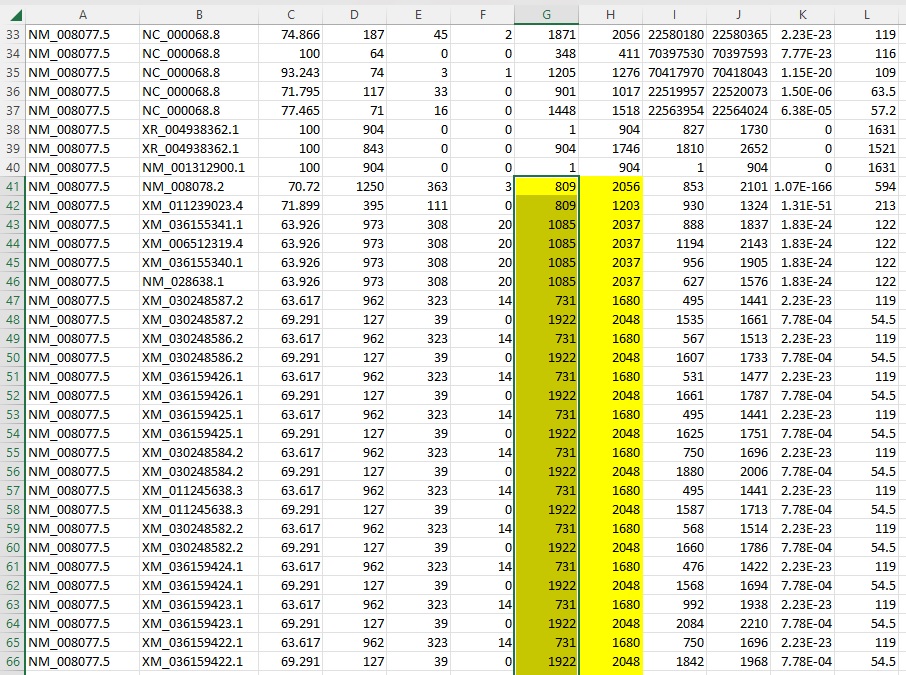 A B C D E F G H I J K L
33 NM_008077.5 NC_000068.8 74.866 187 45 2 1871 2056 22580180 22580365 2.23E-23 119
34 NM_008077.5 NC_000068.8 100 64 0 0 348 411 70397530 70397593 7.77E-23 116
35 NM_008077.5 NC_000068.8 93.243 74 3 1 1205 1276 70417970 70418043 1.15E-20 109
36 NM_008077.5 NC_000068.8 71.795 117 33 0 901 1017 22519957 22520073 1.50E-06 63.5
37 NM_008077.5 NC_000068.8 77.465 71 16 0 1448 1518 22563954 22564024 6.38E-05 57.2
38 NM_008077.5 XR_004938362.1 100 904 0 0 1 904 827 1730 0 1631
39 NM_008077.5 XR_004938362.1 100 843 0 0 904 1746 1810 2652 0 1521
40 NM_008077.5 NM_001312900.1 100 904 0 0 1 904 1 904 0 1631
41 NM_008077.5 NM_008078.2 70.72 1250 363 3 809 2056 853 2101 1.07E-166 594
42 NM_008077.5 XM_011239023.4 71.899 395 111 0 809 1203 930 1324 1.31E-51 213
43 NM_008077.5 XM_036155341.1 63.926 973 308 20 1085 2037 888 1837 1.83E-24 122
44 NM_008077.5 XM_006512319.4 63.926 973 308 20 1085 2037 1194 2143 1.83E-24 122
45 NM_008077.5 XM_036155340.1 63.926 973 308 20 1085 2037 956 1905 1.83E-24 122
46 NM_008077.5 NM_028638.1 63.926 973 308 20 1085 2037 627 1576 1.83E-24 122
47 NM_008077.5 XM_030248587.2 63.617 962 323 14 731 1680 495 1441 2.23E-23 119
48 NM_008077.5 XM_030248587.2 69.291 127 39 0 1922 2048 1535 1661 7.78E-04 54.5
49 NM_008077.5 XM_030248586.2 63.617 962 323 14 731 1680 567 1513 2.23E-23 119
50 NM_008077.5 XM_030248586.2 69.291 127 39 0 1922 2048 1607 1733 7.78E-04 54.5
51 NM_008077.5 XM_036159426.1 63.617 962 323 14 731 1680 531 1477 2.23E-23 119
52 NM_008077.5 XM_036159426.1 69.291 127 39 0 1922 2048 1661 1787 7.78E-04 54.5
53 NM_008077.5 XM_036159425.1 63.617 962 323 14 731 1680 495 1441 2.23E-23 119
54 NM_008077.5 XM_036159425.1 69.291 127 39 0 1922 2048 1625 1751 7.78E-04 54.5
55 NM_008077.5 XM_030248584.2 63.617 962 323 14 731 1680 750 1696 2.23E-23 119
56 NM_008077.5 XM_030248584.2 69.291 127 39 0 1922 2048 1880 2006 7.78E-04 54.5
57 NM_008077.5 XM_011245638.3 63.617 962 323 14 731 1680 495 1441 2.23E-23 119
58 NM_008077.5 XM_011245638.3 69.291 127 39 0 1922 2048 1587 1713 7.78E-04 54.5
59 NM_008077.5 XM_030248582.2 63.617 962 323 14 731 1680 568 1514 2.23E-23 119
60 NM_008077.5 XM_030248582.2 69.291 127 39 0 1922 2048 1660 1786 7.78E-04 54.5
61 NM_008077.5 XM_036159424.1 63.617 962 323 14 731 1680 476 1422 2.23E-23 119
62 NM_008077.5 XM_036159424.1 69.291 127 39 0 1922 2048 1568 1694 7.78E-04 54.5
63 NM_008077.5 XM_036159423.1 63.617 962 323 14 731 1680 992 1938 2.23E-23 119
64 NM_008077.5 XM_036159423.1 69.291 127 39 0 1922 2048 2084 2210 7.78E-04 54.5
65 NM_008077.5 XM_036159422.1 63.617 962 323 14 731 1680 750 1696 2.23E-23 119
66 NM_008077.5 XM_036159422.1 69.291 127 39 0 1922 2048 1842 1968 7.78E-04 54.5